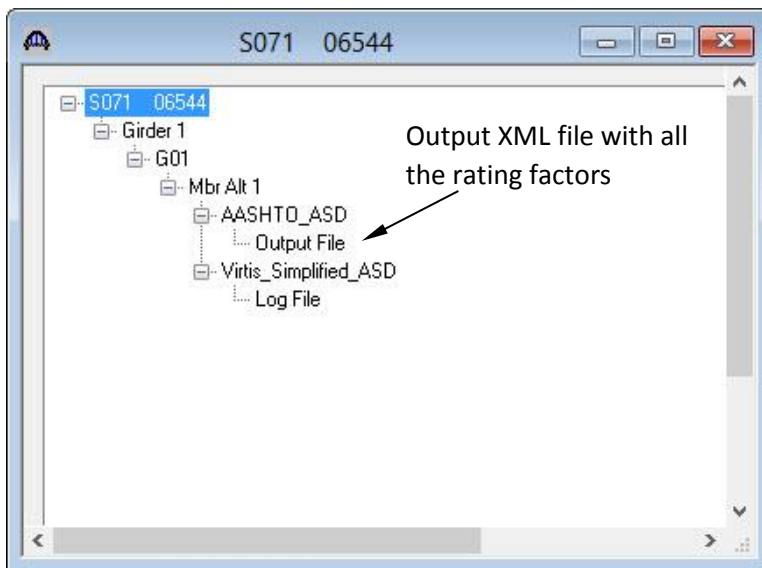 S071 06544
S071 06544
Girder 1
G01
Mbr Alt 1
AASHTO_ASD
Output File
Virtis_Simplified_ASD
Log File
Output XML file with all
the rating factors